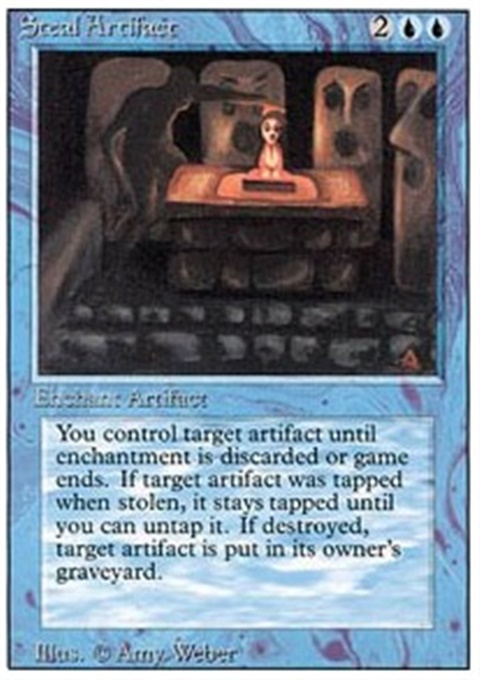 Steal Artifact 2
Enchant Artifact
You control target artifact until
enchantment is discarded or game
ends. If target artifact was tapped
when stolen, it stays tapped until
you can untap it. If destroyed,
target artifact is put in its owner's
graveyard.
Illus. © Amy Weber